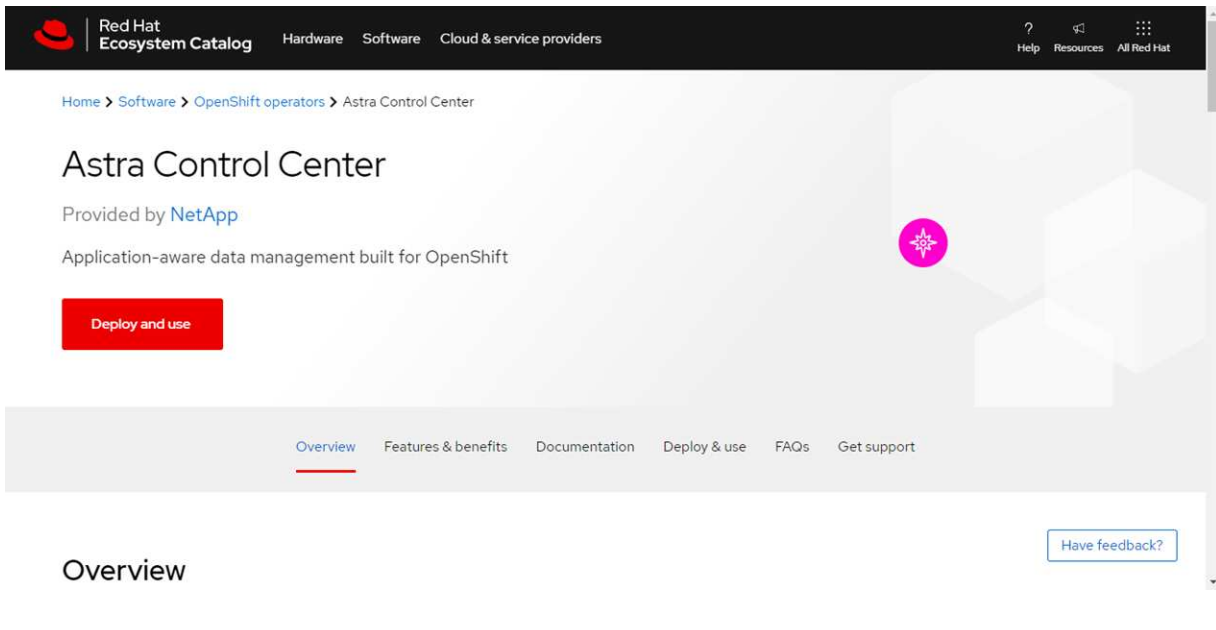 Red Hat
Ecosystem Catalog
Hardware Software Cloud & service providers
? 
Help Resources All Red Hat
Home > Software > OpenShift operators > Astra Control Center
Astra Control Center
Provided by NetApp
Application-aware data management built for OpenShift
Deploy and use
Overview Features & benefits Documentation Deploy & use FAQs Get support
Have feedback?
Overview